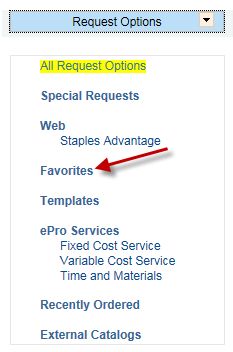 Request Options
All Request Options
Special Requests
Web
Staples Advantage
Favorites
Templates
ePro Services
Fixed Cost Service
Variable Cost Service
Time and Materials
Recently Ordered
External Catalogs